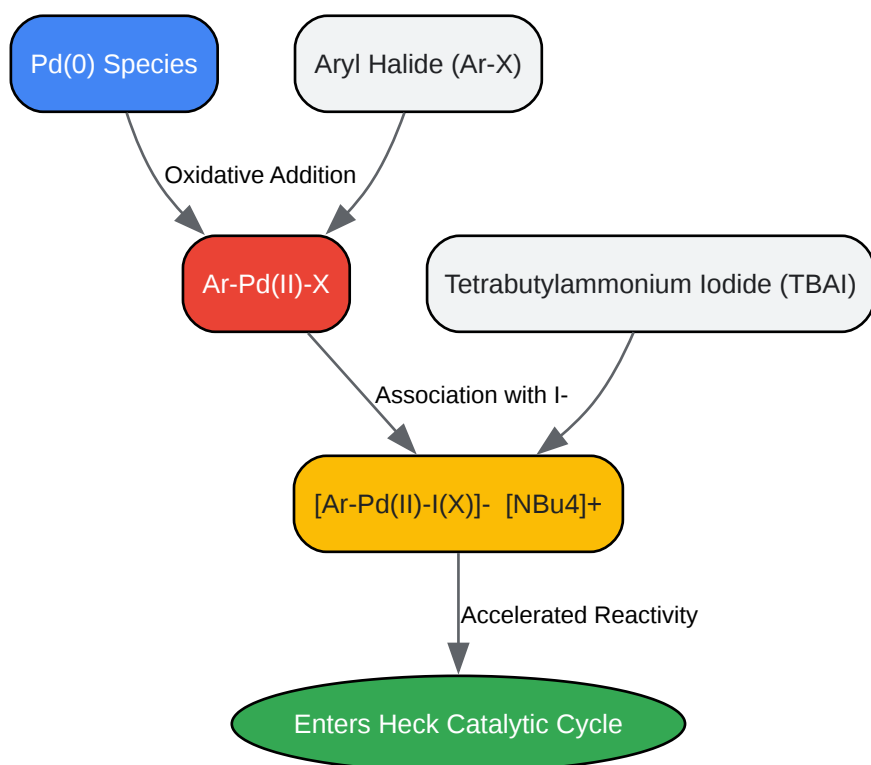 Pd(0) Species
Aryl Halide (Ar-X)
Oxidative Addition
Ar-Pd(II)-X
Tetrabutylammonium Iodide (TBAI)
Association with I-
[Ar-Pd(II)-I(X)]-  [NBu4]+
Accelerated Reactivity
Enters Heck Catalytic Cycle